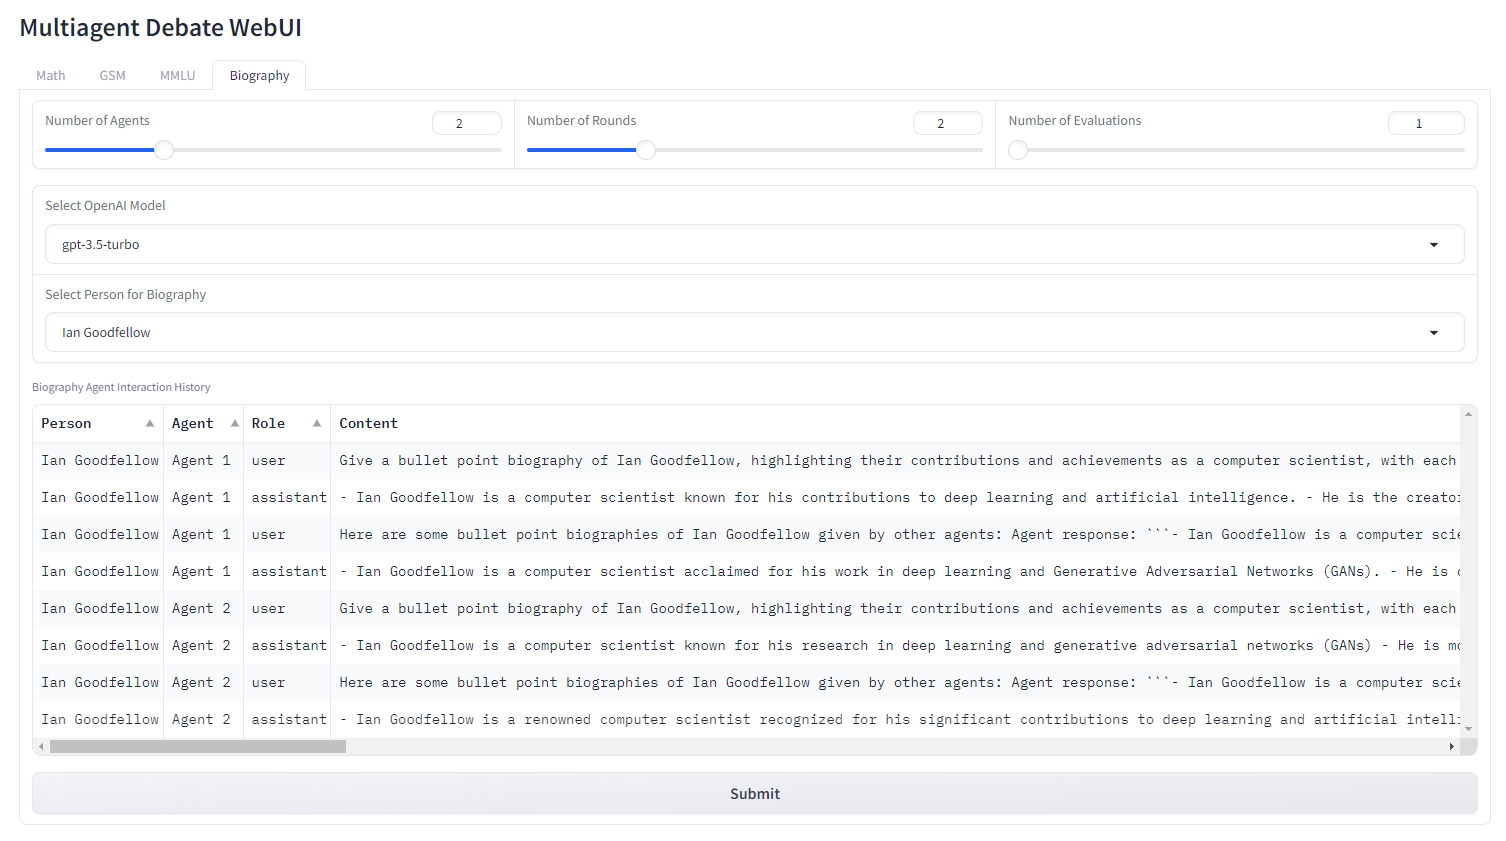 Multiagent Debate WebUI
Math GSM MMLU Biography
Number of Agents 2 Number of Rounds 2 Number of Evaluations 1
Select OpenAI Model
gpt-3.5-turbo
Select Person for Biography
Ian Goodfellow
Biography Agent Interaction History
Person Agent Role Content
Ian Goodfellow Agent 1 user Give a bullet point biography of Ian Goodfellow, highlighting their contributions and achievements as a computer scientist, with each
Ian Goodfellow Agent 1 assistant - Ian Goodfellow is a computer scientist known for his contributions to deep learning and artificial intelligence. - He is the creator
Ian Goodfellow Agent 1 user Here are some bullet point biographies of Ian Goodfellow given by other agents: Agent response: ```- Ian Goodfellow is a computer scie
Ian Goodfellow Agent 1 assistant - Ian Goodfellow is a computer scientist acclaimed for his work in deep learning and Generative Adversarial Networks (GANs). - He is
Ian Goodfellow Agent 2 user Give a bullet point biography of Ian Goodfellow, highlighting their contributions and achievements as a computer scientist, with each
Ian Goodfellow Agent 2 assistant - Ian Goodfellow is a computer scientist known for his research in deep learning and generative adversarial networks (GANs) - He is mo
Ian Goodfellow Agent 2 user Here are some bullet point biographies of Ian Goodfellow given by other agents: Agent response: ```- Ian Goodfellow is a computer scie
Ian Goodfellow Agent 2 assistant - Ian Goodfellow is a renowned computer scientist recognized for his significant contributions to deep learning and artificial intelli
Submit